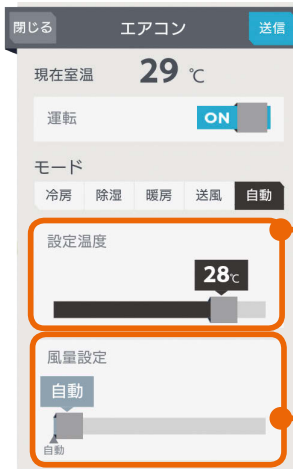 閉じる エアコン 送信
現在室温 29 ℃
運転 ON
モード
冷房 除湿 暖房 送風 自動
設定温度
28℃
風量設定
自動
自動